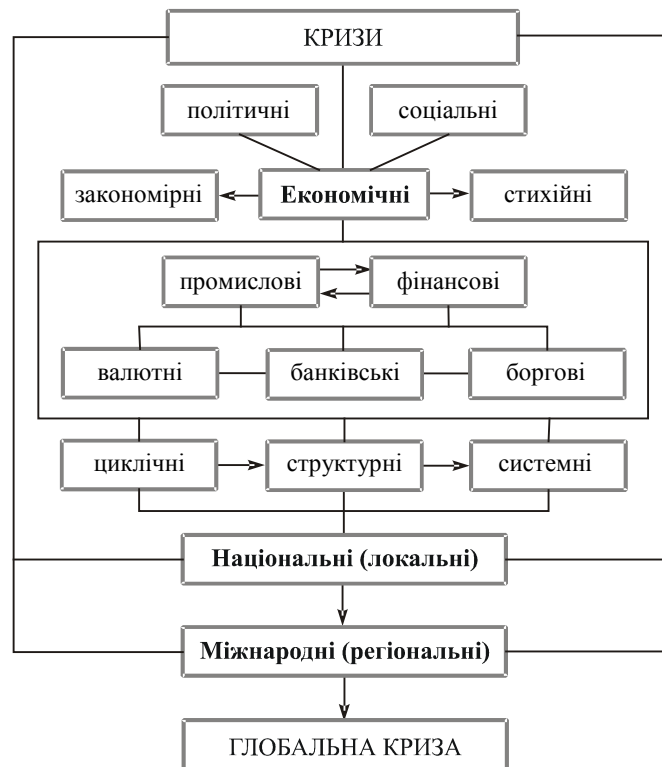 КРИЗИ
політичні
соціальні
закономірні
Економічні
стихійні
промислові
фінансові
валютні
банківські
боргові
циклічні
структурні
системні
Національні (локальні)
Міжнародні (регіональні)
ГЛОБАЛЬНА КРИЗА